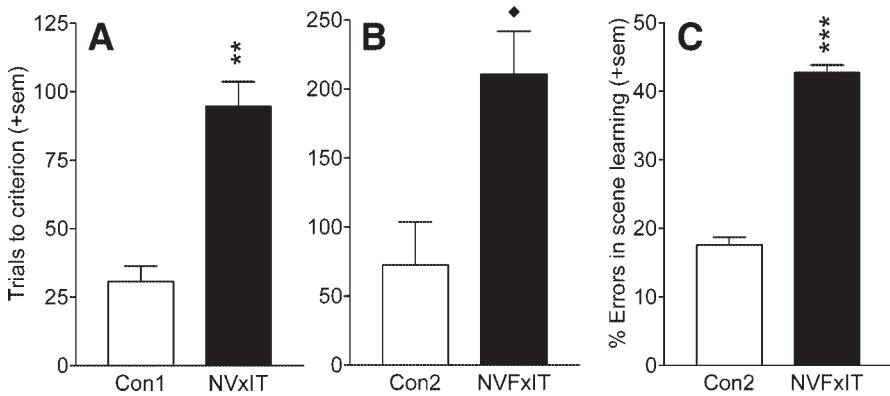 A
Trials to criterion (+sem)
125
100
75
50
25
0
**
Con1 NVxIT
B
250
200
150
100
50
0
◆
Con2 NVFxIT
C
% Errors in scene learning (+sem)
50
40
30
20
10
0
***
Con2 NVFxIT